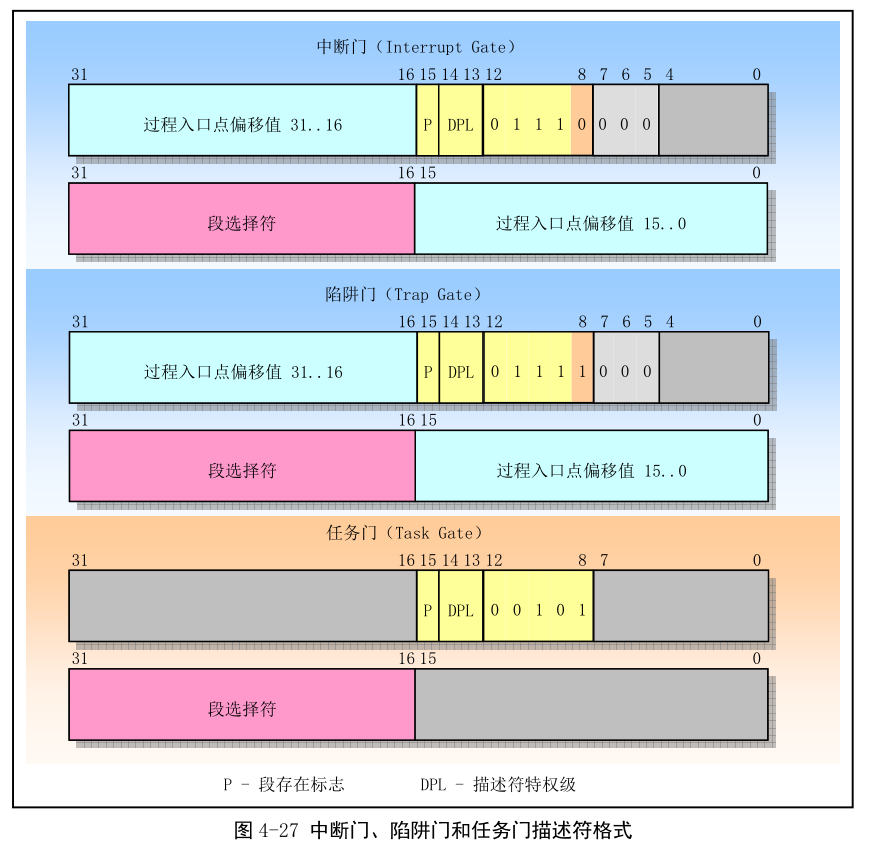 中断门（Interrupt Gate）
31 16 15 14 13 12 8 7 6 5 4 0
过程入口点偏移值 31..16 P DPL 0 1 1 1 0 0 0 0
31 16 15 0
段选择符 过程入口点偏移值 15..0
陷阱门（Trap Gate）
31 16 15 14 13 12 8 7 6 5 4 0
过程入口点偏移值 31..16 P DPL 0 1 1 1 1 0 0 0
31 16 15 0
段选择符 过程入口点偏移值 15..0
任务门（Task Gate）
31 16 15 14 13 12 8 7 0
P DPL 0 0 1 0 1
31 16 15 0
段选择符
P - 段存在标志 DPL - 描述符特权级
图 4-27 中断门、陷阱门和任务门描述符格式